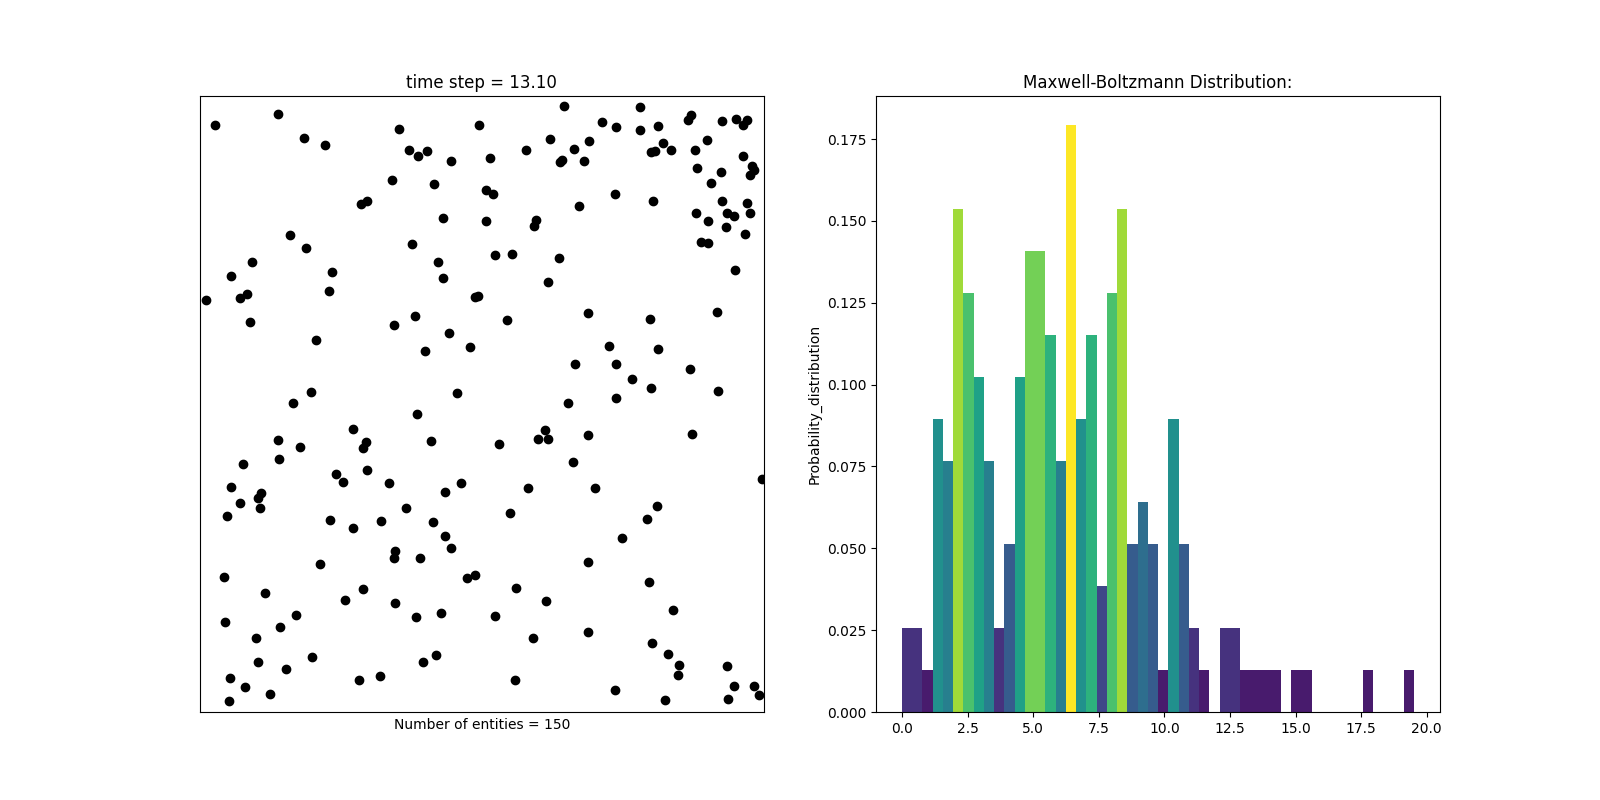 time step = 13.10
Number of entities = 150
Maxwell-Boltzmann Distribution:
Probability_distribution
0.175
0.150
0.125
0.100
0.075
0.050
0.025
0.000
0.0 2.5 5.0 7.5 10.0 12.5 15.0 17.5 20.0